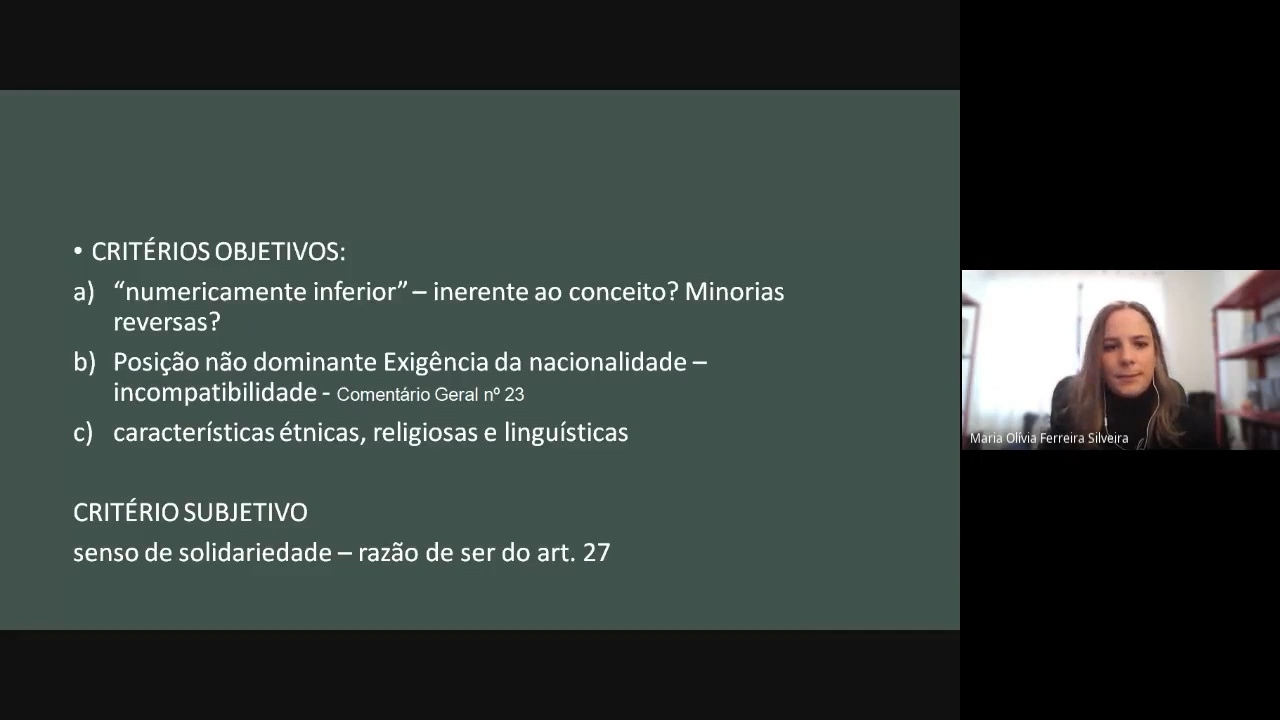 • CRITÉRIOS OBJETIVOS:
a) “numericamente inferior” – inerente ao conceito? Minorias
reversas?
b) Posição não dominante Exigência da nacionalidade –
incompatibilidade - Comentário Geral nº 23
c) características étnicas, religiosas e linguísticas
CRITÉRIO SUBJETIVO
senso de solidariedade – razão de ser do art. 27
Maria Olívia Ferreira Silveira